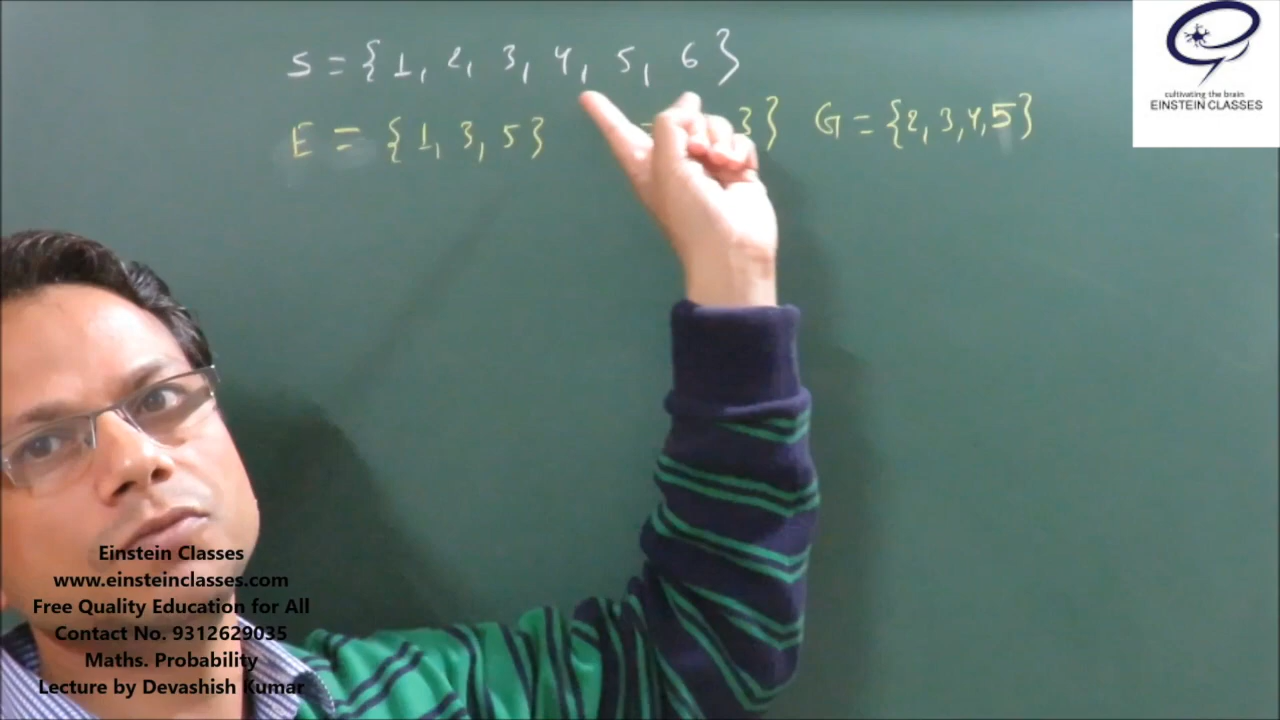 S = { 1, 2, 3, 4, 5, 6 }
E = { 1, 3, 5 } = 3 } G = { 2, 3, 4, 5 }
cultivating the brain
EINSTEIN CLASSES
Einstein Classes
www.einsteinclasses.com
Free Quality Education for All
Contact No. 9312629035
Maths. Probability
Lecture by Devashish Kumar